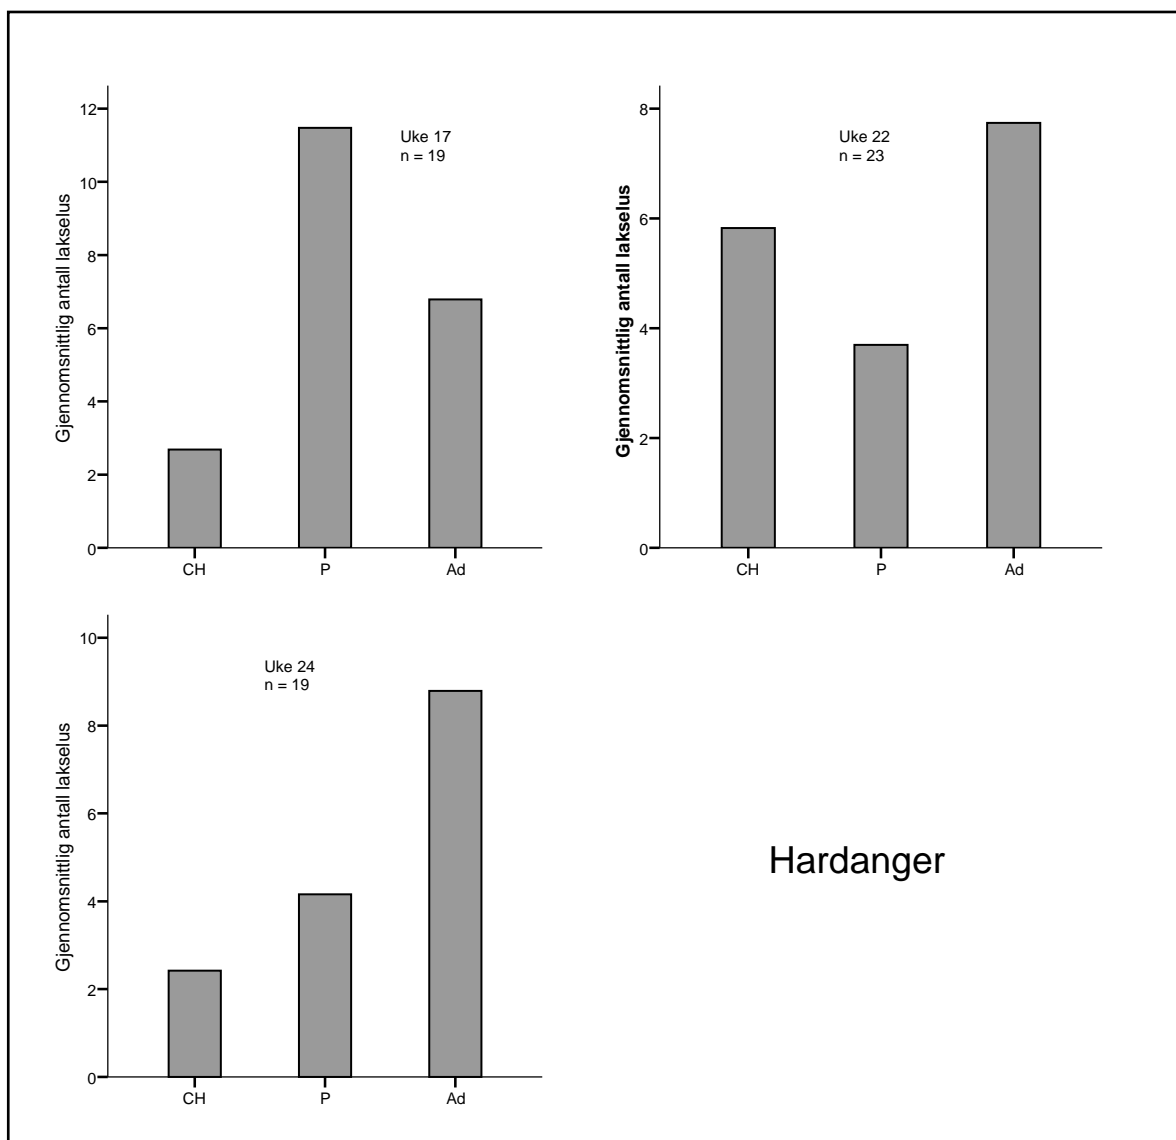 Gjennomsnittlig antall lakselus
12
10
8
6
4
2
0
Uke 17
n = 19
CH P Ad
Gjennomsnittlig antall lakselus
8
6
4
2
0
Uke 22
n = 23
CH P Ad
Gjennomsnittlig antall lakselus
10
8
6
4
2
0
Uke 24
n = 19
CH P Ad
Hardanger